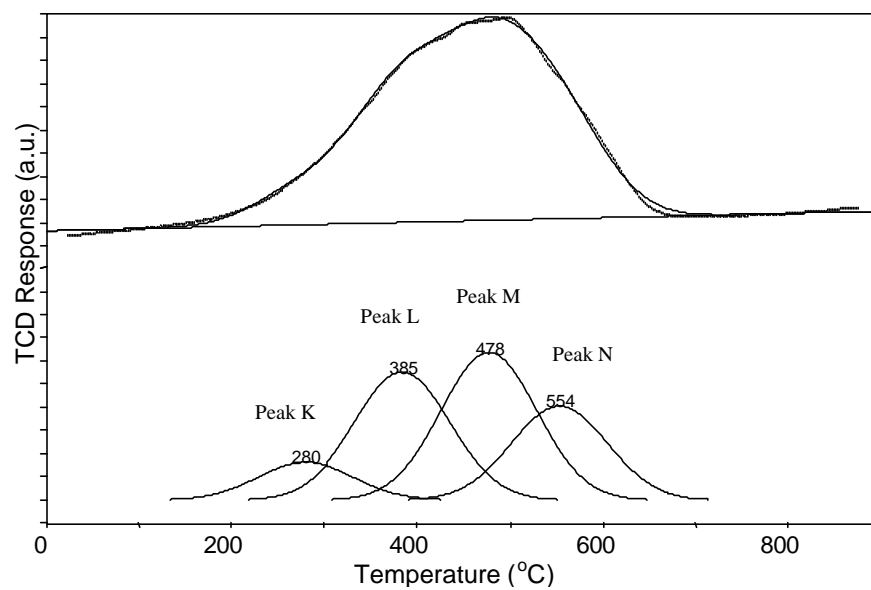 TCD Response (a.u.)
Peak M
Peak L
478
Peak N
385
554
Peak K
280
0
200
400
600
800
Temperature (°C)